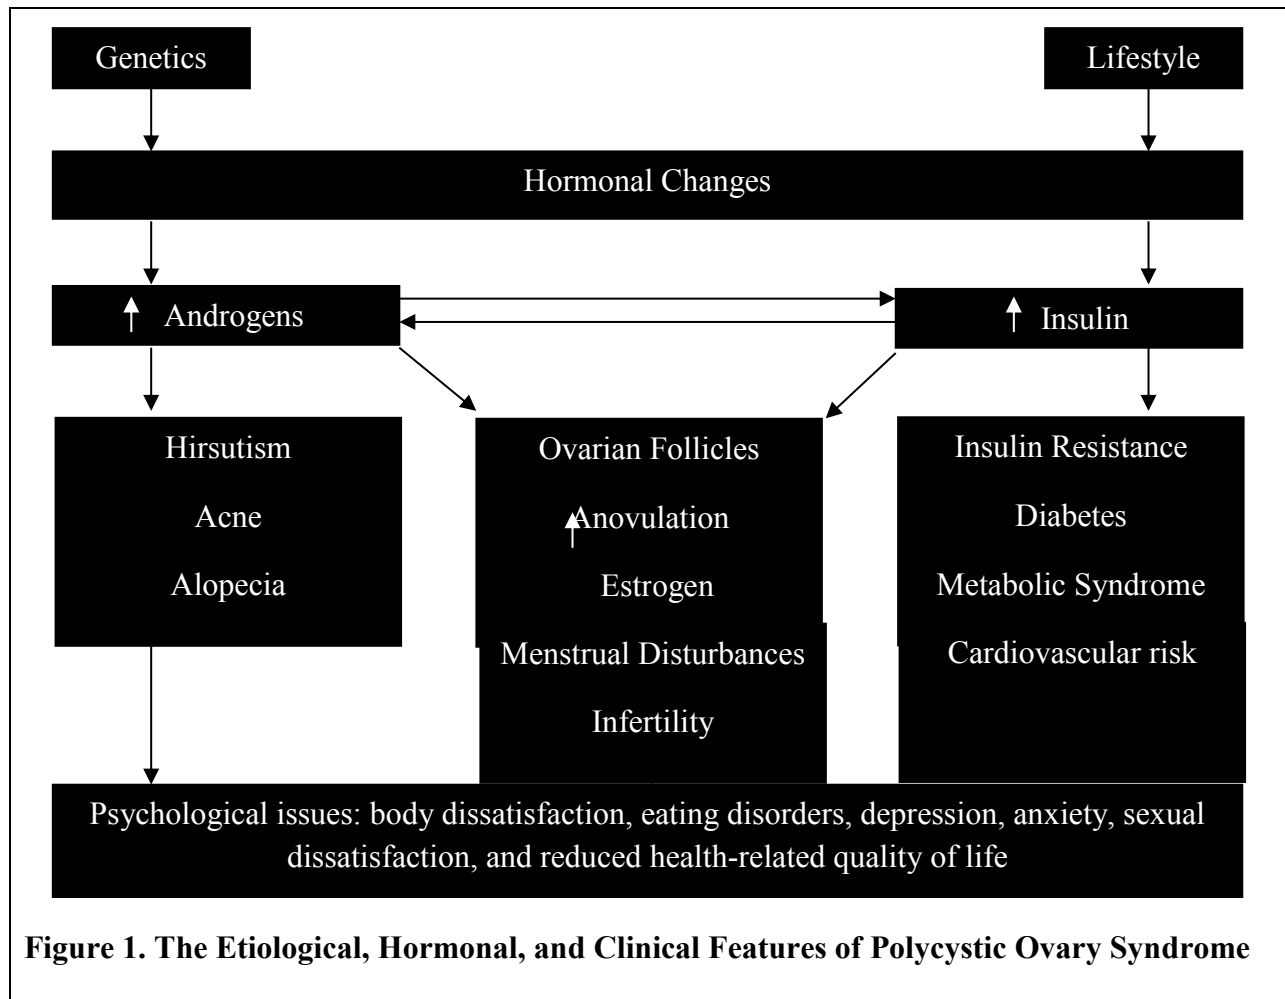 Genetics
Lifestyle
Hormonal Changes
↑ Androgens
↑ Insulin
Hirsutism
Acne
Alopecia
Ovarian Follicles
↑Anovulation
Estrogen
Menstrual Disturbances
Infertility
Insulin Resistance
Diabetes
Metabolic Syndrome
Cardiovascular risk
Psychological issues: body dissatisfaction, eating disorders, depression, anxiety, sexual
dissatisfaction, and reduced health-related quality of life
Figure 1. The Etiological, Hormonal, and Clinical Features of Polycystic Ovary Syndrome